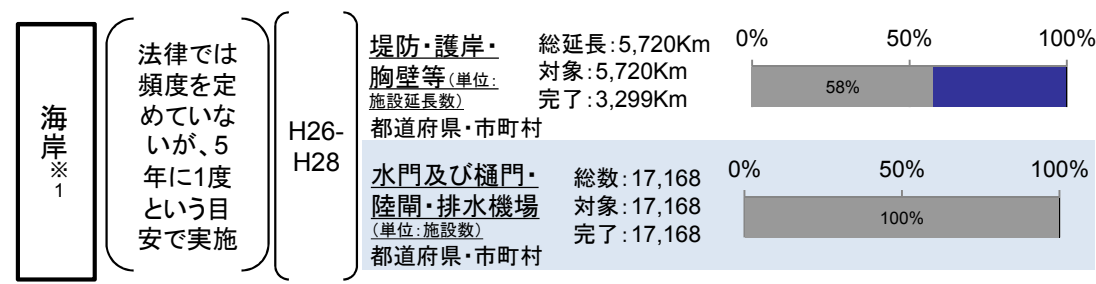 海岸※1
法律では
頻度を定
めていな
いが、5
年に1度
という目
安で実施
H26-
H28
堤防・護岸・
胸壁等(単位:
施設延長数)
都道府県・市町村
総延長:5,720Km
対象:5,720Km
完了:3,299Km
0% 50% 100%
58%
水門及び樋門・
陸閘・排水機場
(単位:施設数)
都道府県・市町村
総数:17,168
対象:17,168
完了:17,168
0% 50% 100%
100%